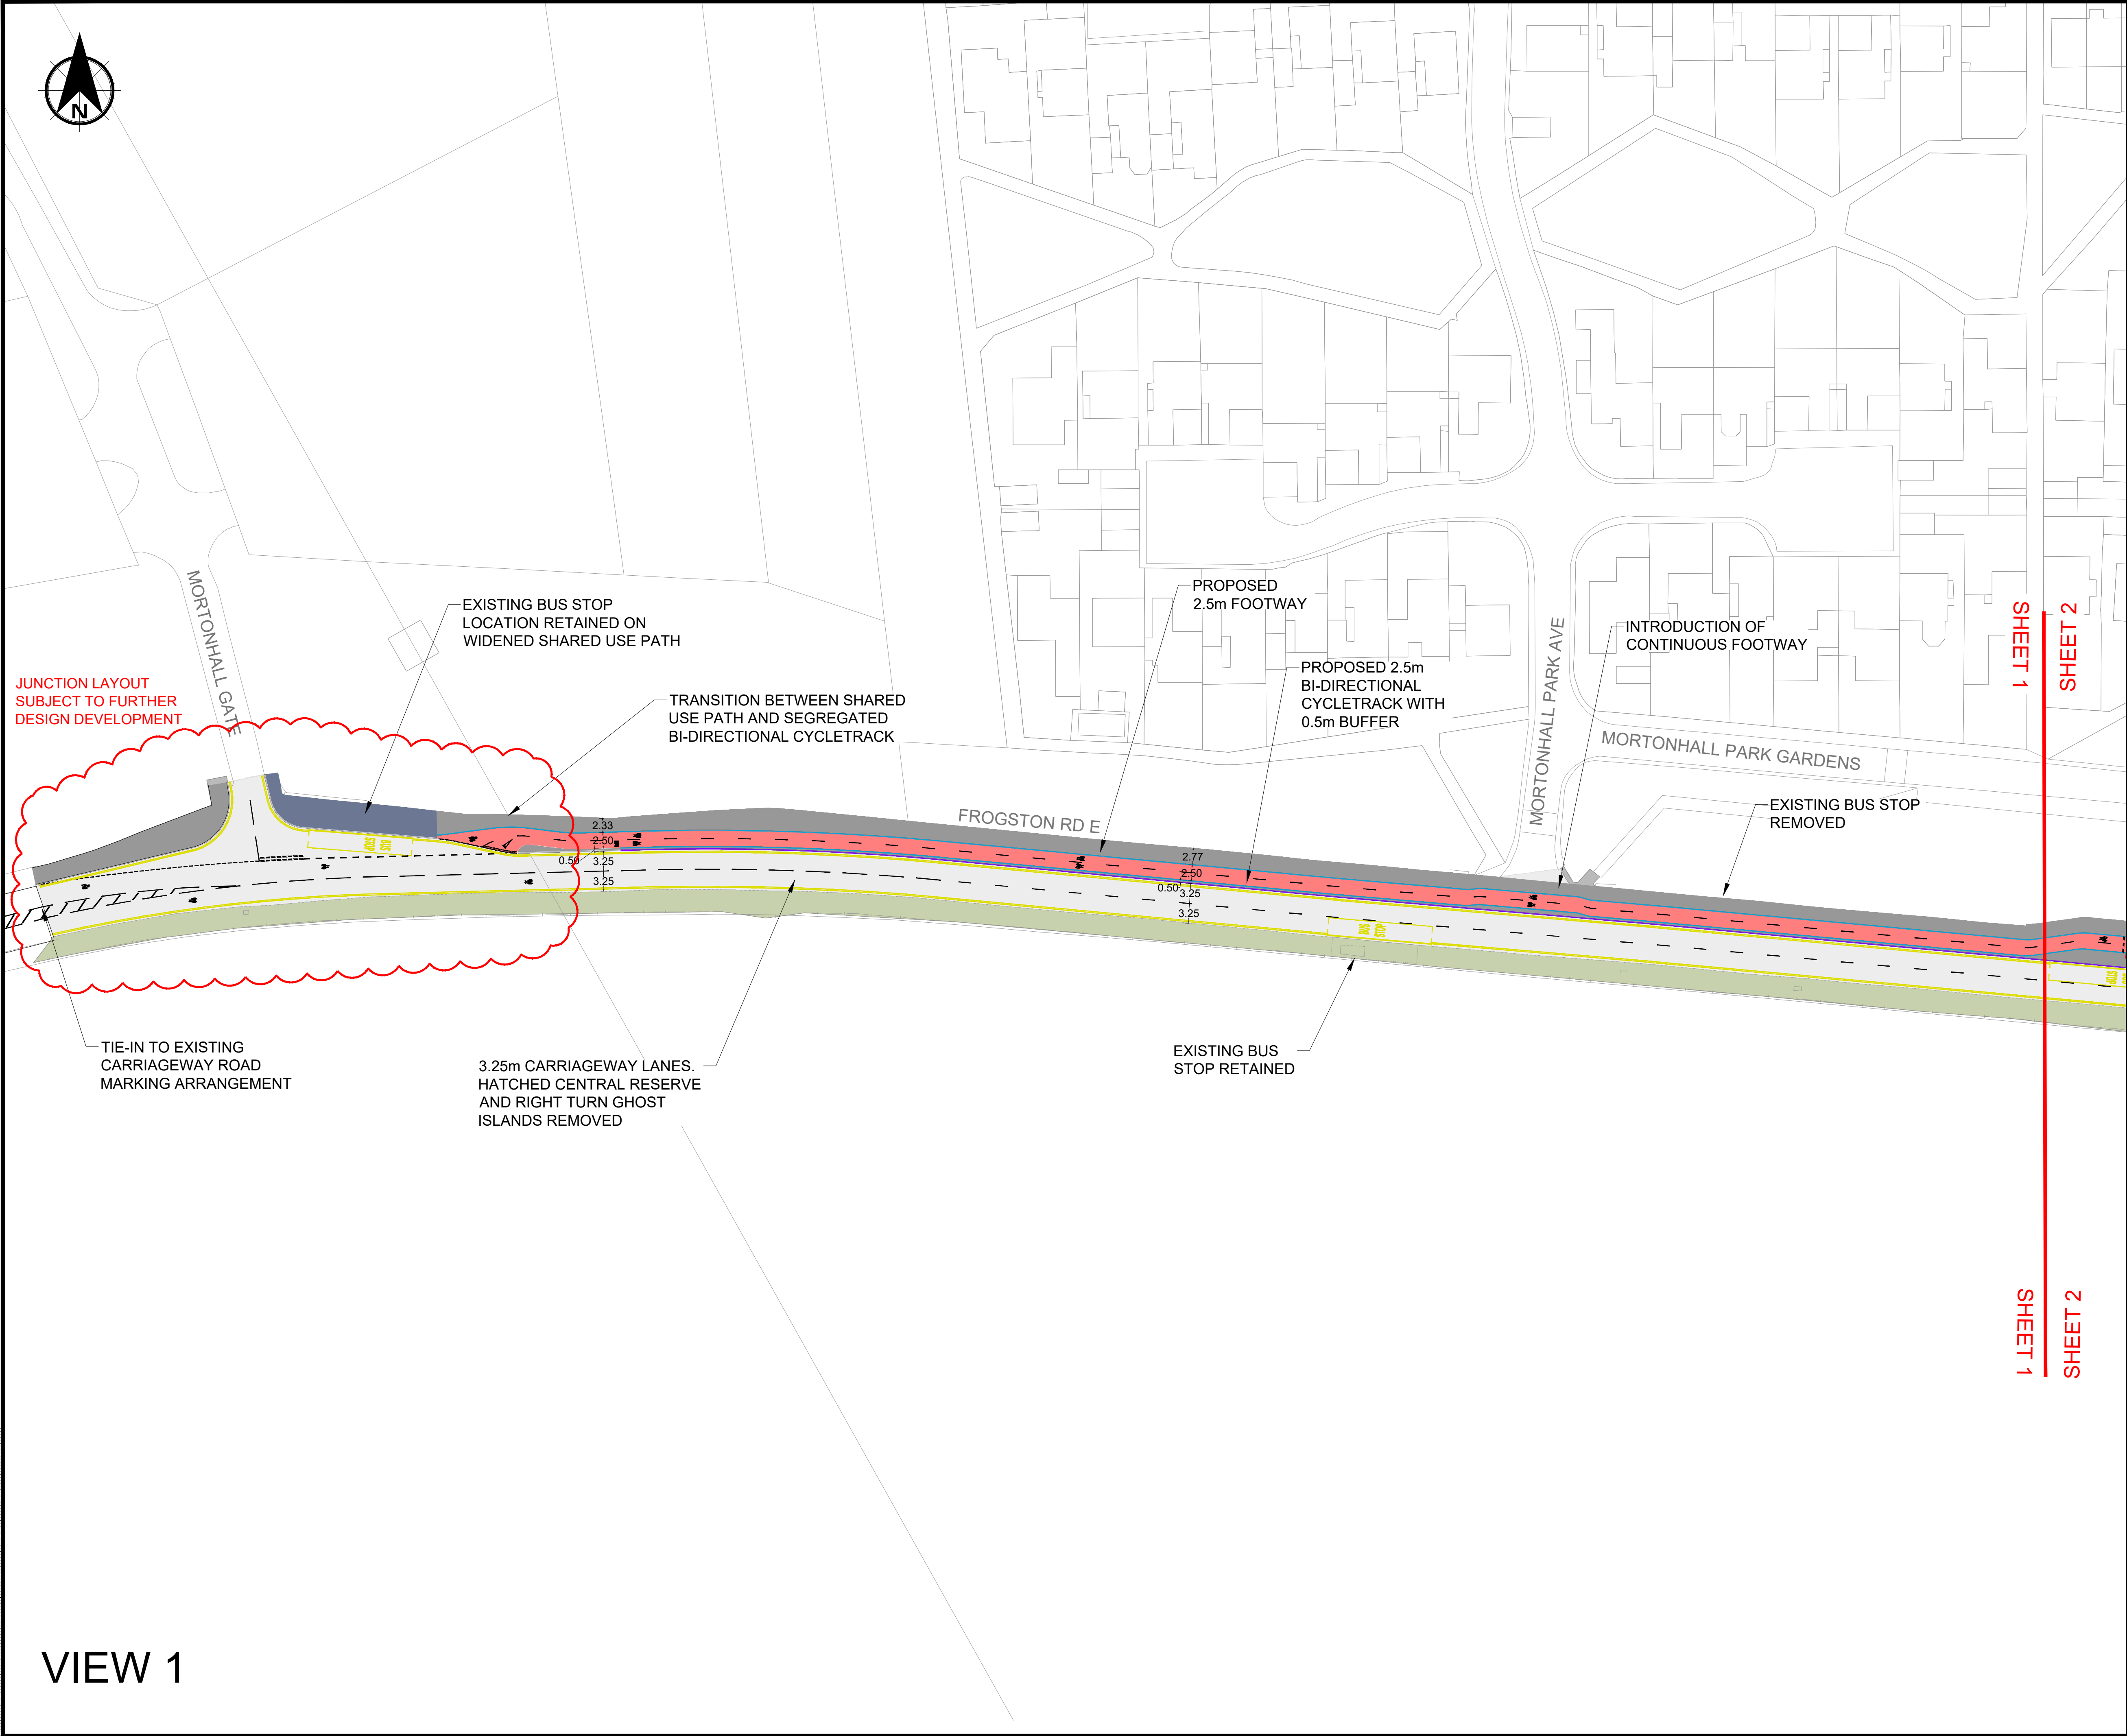 N
EXISTING BUS STOP
LOCATION RETAINED ON
WIDENED SHARED USE PATH
PROPOSED
2.5m FOOTWAY
INTRODUCTION OF
CONTINUOUS FOOTWAY
SHEET 1
SHEET 2
MORTONHALL GATE
JUNCTION LAYOUT
SUBJECT TO FURTHER
DESIGN DEVELOPMENT
TRANSITION BETWEEN SHARED
USE PATH AND SEGREGATED
BI-DIRECTIONAL CYCLETRACK
PROPOSED 2.5m
BI-DIRECTIONAL
CYCLETRACK WITH
0.5m BUFFER
MORTONHALL PARK AVE
MORTONHALL PARK GARDENS
FROGSTON RD E
EXISTING BUS STOP
REMOVED
BUS
STOP
2.33
2.50
0.50
3.25
3.25
2.77
2.50
0.50
3.25
3.25
BUS
STOP
STOP
TIE-IN TO EXISTING
CARRIAGEWAY ROAD
MARKING ARRANGEMENT
3.25m CARRIAGEWAY LANES.
HATCHED CENTRAL RESERVE
AND RIGHT TURN GHOST
ISLANDS REMOVED
EXISTING BUS
STOP RETAINED
SHEET 1
SHEET 2
VIEW 1